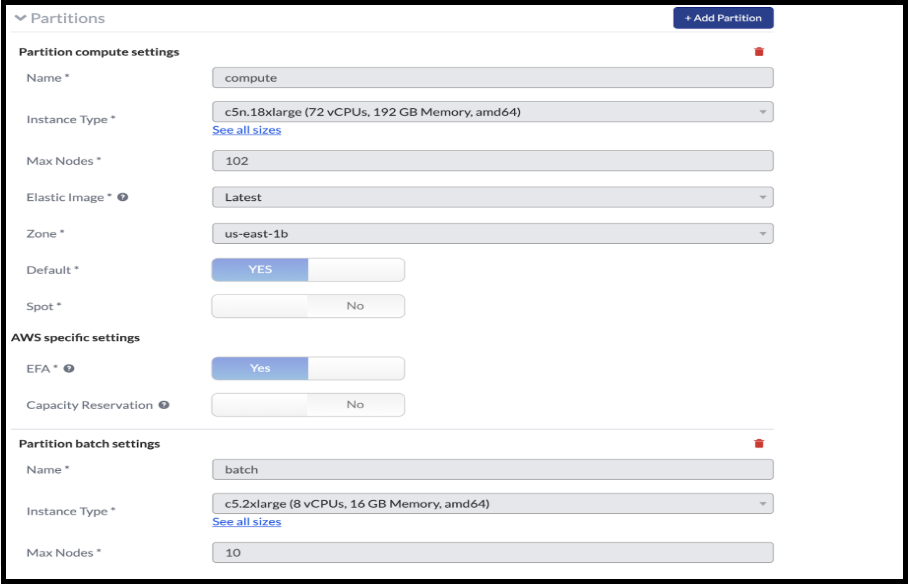 Partitions
+ Add Partition
Partition compute settings
Name *
compute
Instance Type *
c5n.18xlarge (72 vCPUs, 192 GB Memory, amd64)
See all sizes
Max Nodes *
102
Elastic Image *
Latest
Zone *
us-east-1b
Default *
YES
Spot *
No
AWS specific settings
EFA *
Yes
Capacity Reservation
No
Partition batch settings
Name *
batch
Instance Type *
c5.2xlarge (8 vCPUs, 16 GB Memory, amd64)
See all sizes
Max Nodes *
10